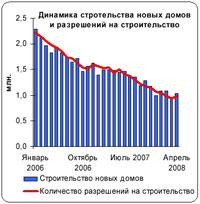 Динамика стротельства новых домов
и разрешений на строительство
млн.
2,5
2,0
1,5
1,0
0,5
0,0
Январь
2006
Октябрь
2006
Июль 2007
Апрель
2008
Строительство новых домов
Количество разрешений на строительство